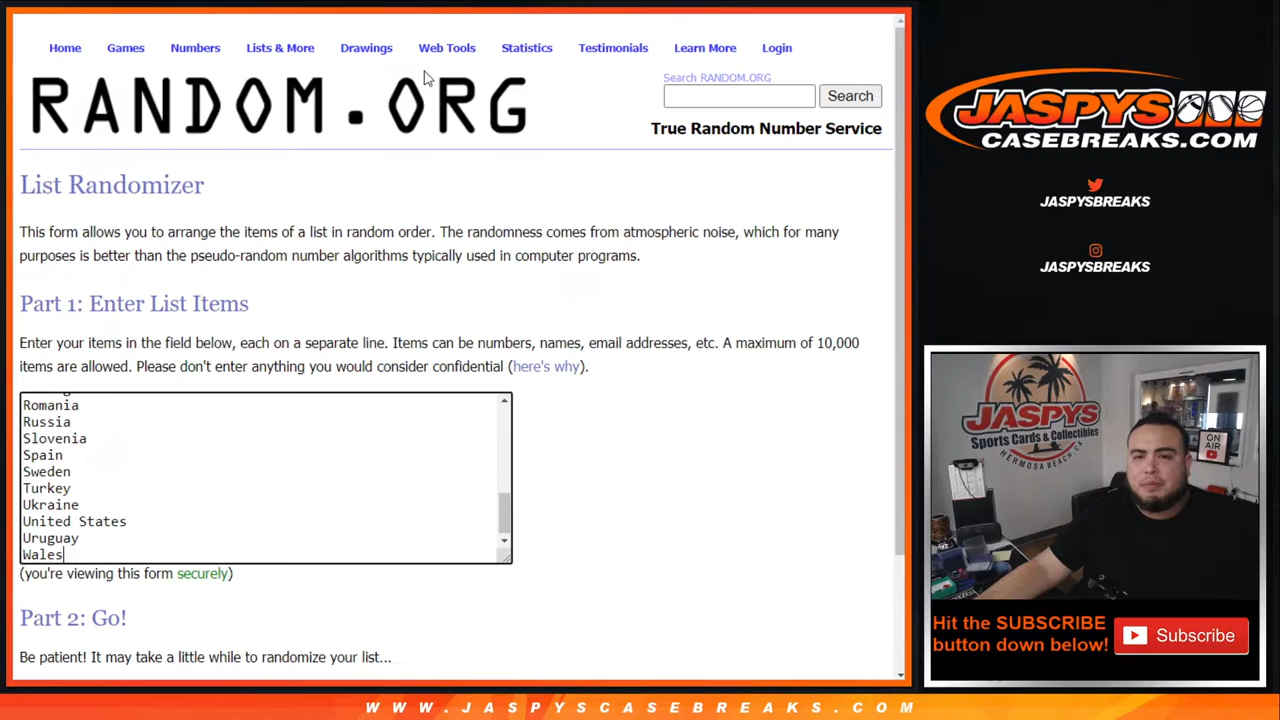 Home Games Numbers Lists & More Drawings Web Tools Statistics Testimonials Learn More Login
RANDOM.ORG
Search RANDOM.ORG
Search
True Random Number Service
List Randomizer
This form allows you to arrange the items of a list in random order. The randomness comes from atmospheric noise, which for many
purposes is better than the pseudo-random number algorithms typically used in computer programs.
Part 1: Enter List Items
Enter your items in the field below, each on a separate line. Items can be numbers, names, email addresses, etc. A maximum of 10,000
items are allowed. Please don't enter anything you would consider confidential (here's why).
Romania
Russia
Slovenia
Spain
Sweden
Turkey
Ukraine
United States
Uruguay
Wales
(you're viewing this form securely)
Part 2: Go!
Be patient! It may take a little while to randomize your list...
JASPYS
CASEBREAKS.COM
JASPYSBREAKS
JASPYSBREAKS
JASPYS
Sports Cards & Collectibles
HERMOSA BEACH, CA
ON AIR
Hit the SUBSCRIBE
button down below!
Subscribe
WWW.JASPYSCASEBREAKS.COM